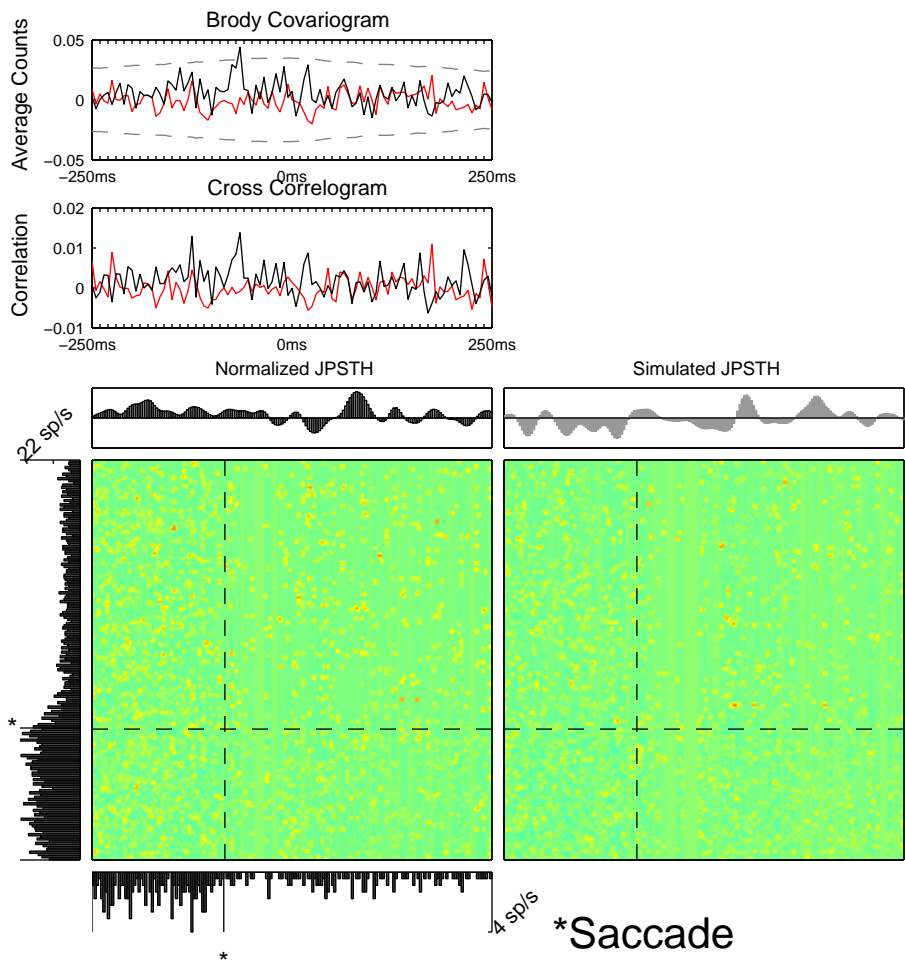 Brody Covariogram
Average Counts
0.05
0
−0.05
−250ms
0ms
250ms
Cross Correlogram
Correlation
0.02
0.01
0
−0.01
−250ms
0ms
250ms
Normalized JPSTH
Simulated JPSTH
22 sp/s
*
4 sp/s
*
*Saccade